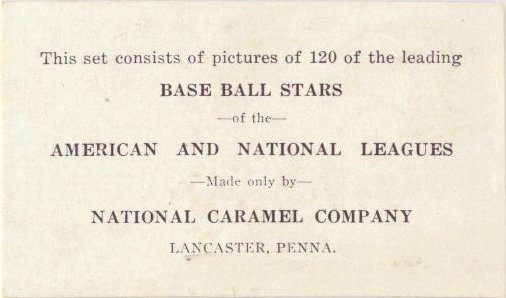 This set consists of pictures of 120 of the leading
BASE BALL STARS
—of the—
AMERICAN AND NATIONAL LEAGUES
—Made only by—
NATIONAL CARAMEL COMPANY
LANCASTER, PENNA.